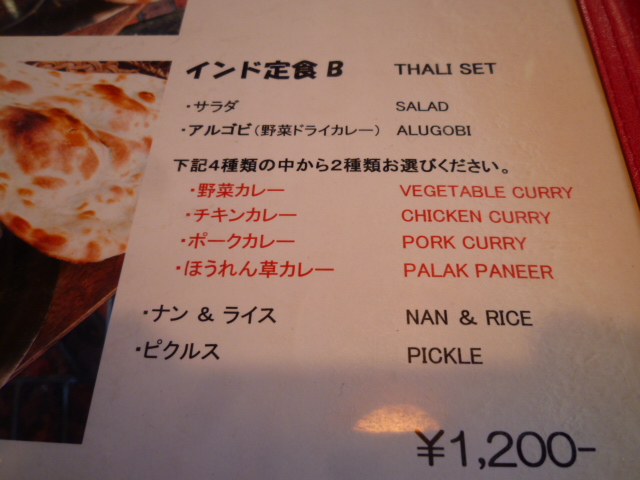 インド定食 B THALI SET
・サラダ SALAD
・アルゴビ（野菜ドライカレー） ALUGOBI
下記４種類の中から２種類お選びください。
・野菜カレー VEGETABLE CURRY
・チキンカレー CHICKEN CURRY
・ポークカレー PORK CURRY
・ほうれん草カレー PALAK PANEER
・ナン ＆ ライス NAN & RICE
・ピクルス PICKLE
￥1,200-